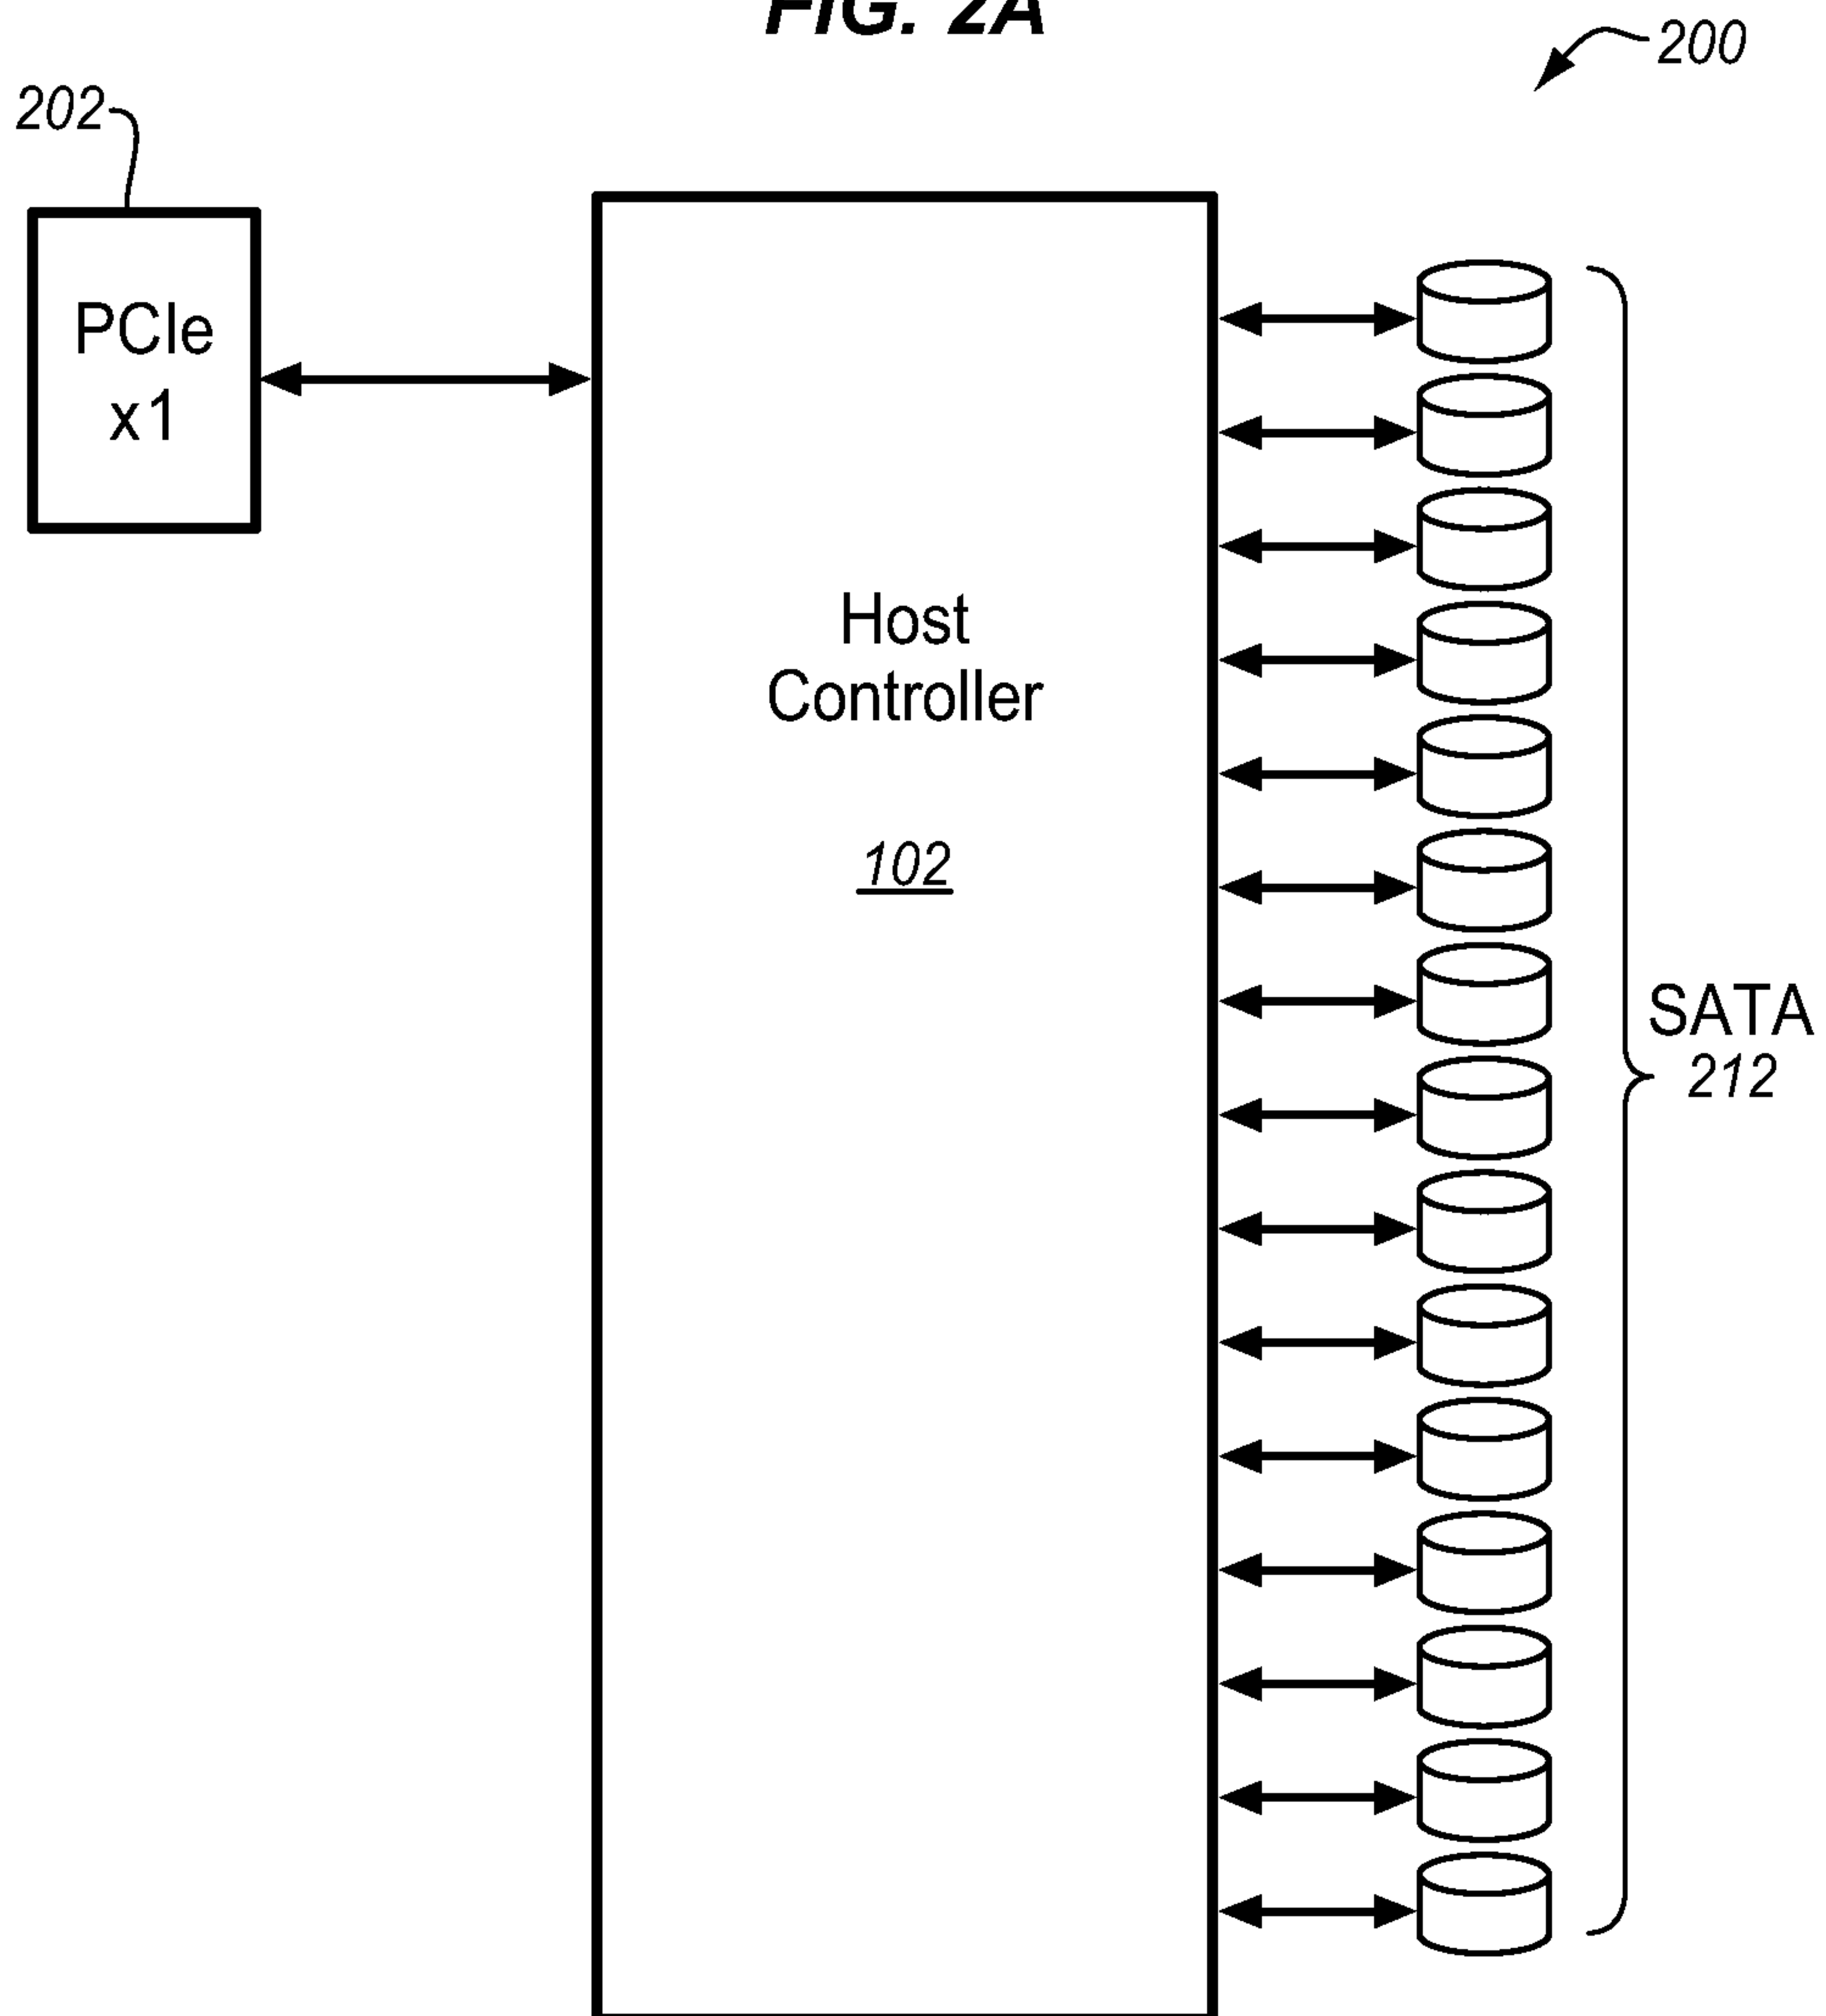 FIG. 2A
200
202
PCIe
x1
Host
Controller
102
SATA
212